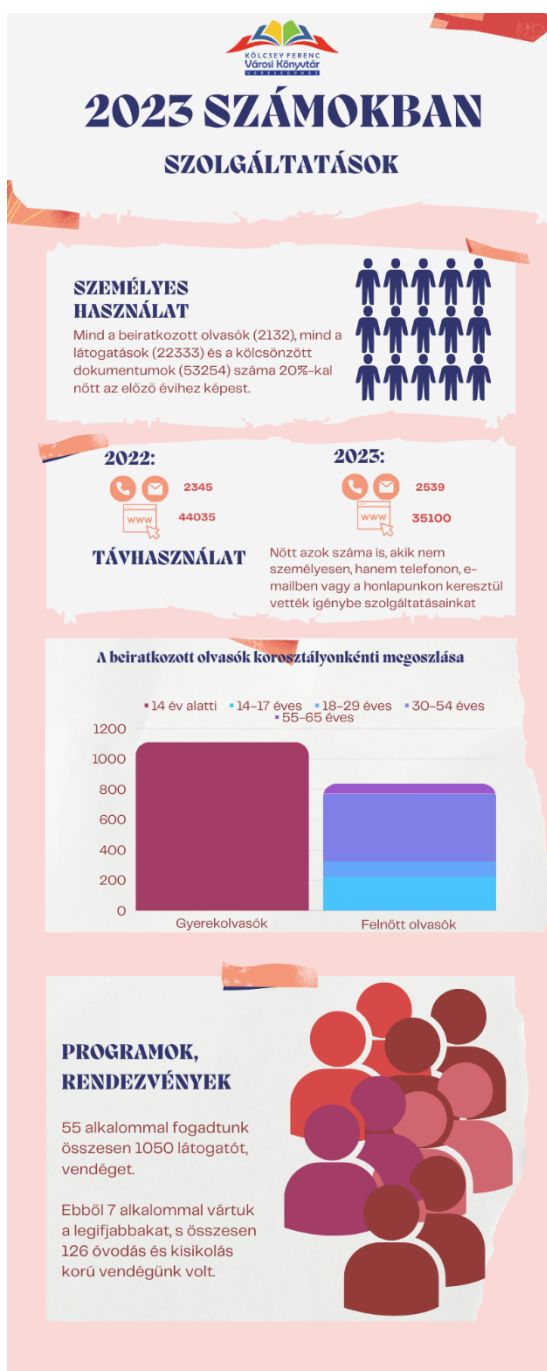 KÖLCSEY FERENC
Városi Könyvtár
VERESEGYHÁZ
2023 SZÁMOKBAN
SZOLGÁLTATÁSOK
SZEMÉLYES
HASZNÁLAT
Mind a beiratkozott olvasók (2132), mind a
látogatások (22333) és a kölcsönzött
dokumentumok (53254) száma 20%-kal
nőtt az előző évihez képest.
2022:
2345
WWW
44035
2023:
2539
WWW
35100
TÁVHASZNÁLAT
Nőtt azok száma is, akik nem
személyesen, hanem telefonon, e-
mailben vagy a honlapunkon keresztül
vették igénybe szolgáltatásainkat
A beiratkozott olvasók korosztályonkénti megoszlása
14 év alatti 14-17 éves 18-29 éves 30-54 éves
55-65 éves
1200
1000
800
600
400
200
0
Gyerekolvasók Felnőtt olvasók
PROGRAMOK,
RENDEZVÉNYEK
55 alkalommal fogadtunk
összesen 1050 látogatót,
vendéget.
Ebből 7 alkalommal vártuk
a legifjabbakat, s összesen
126 óvodás és kisikolás
korú vendégünk volt.